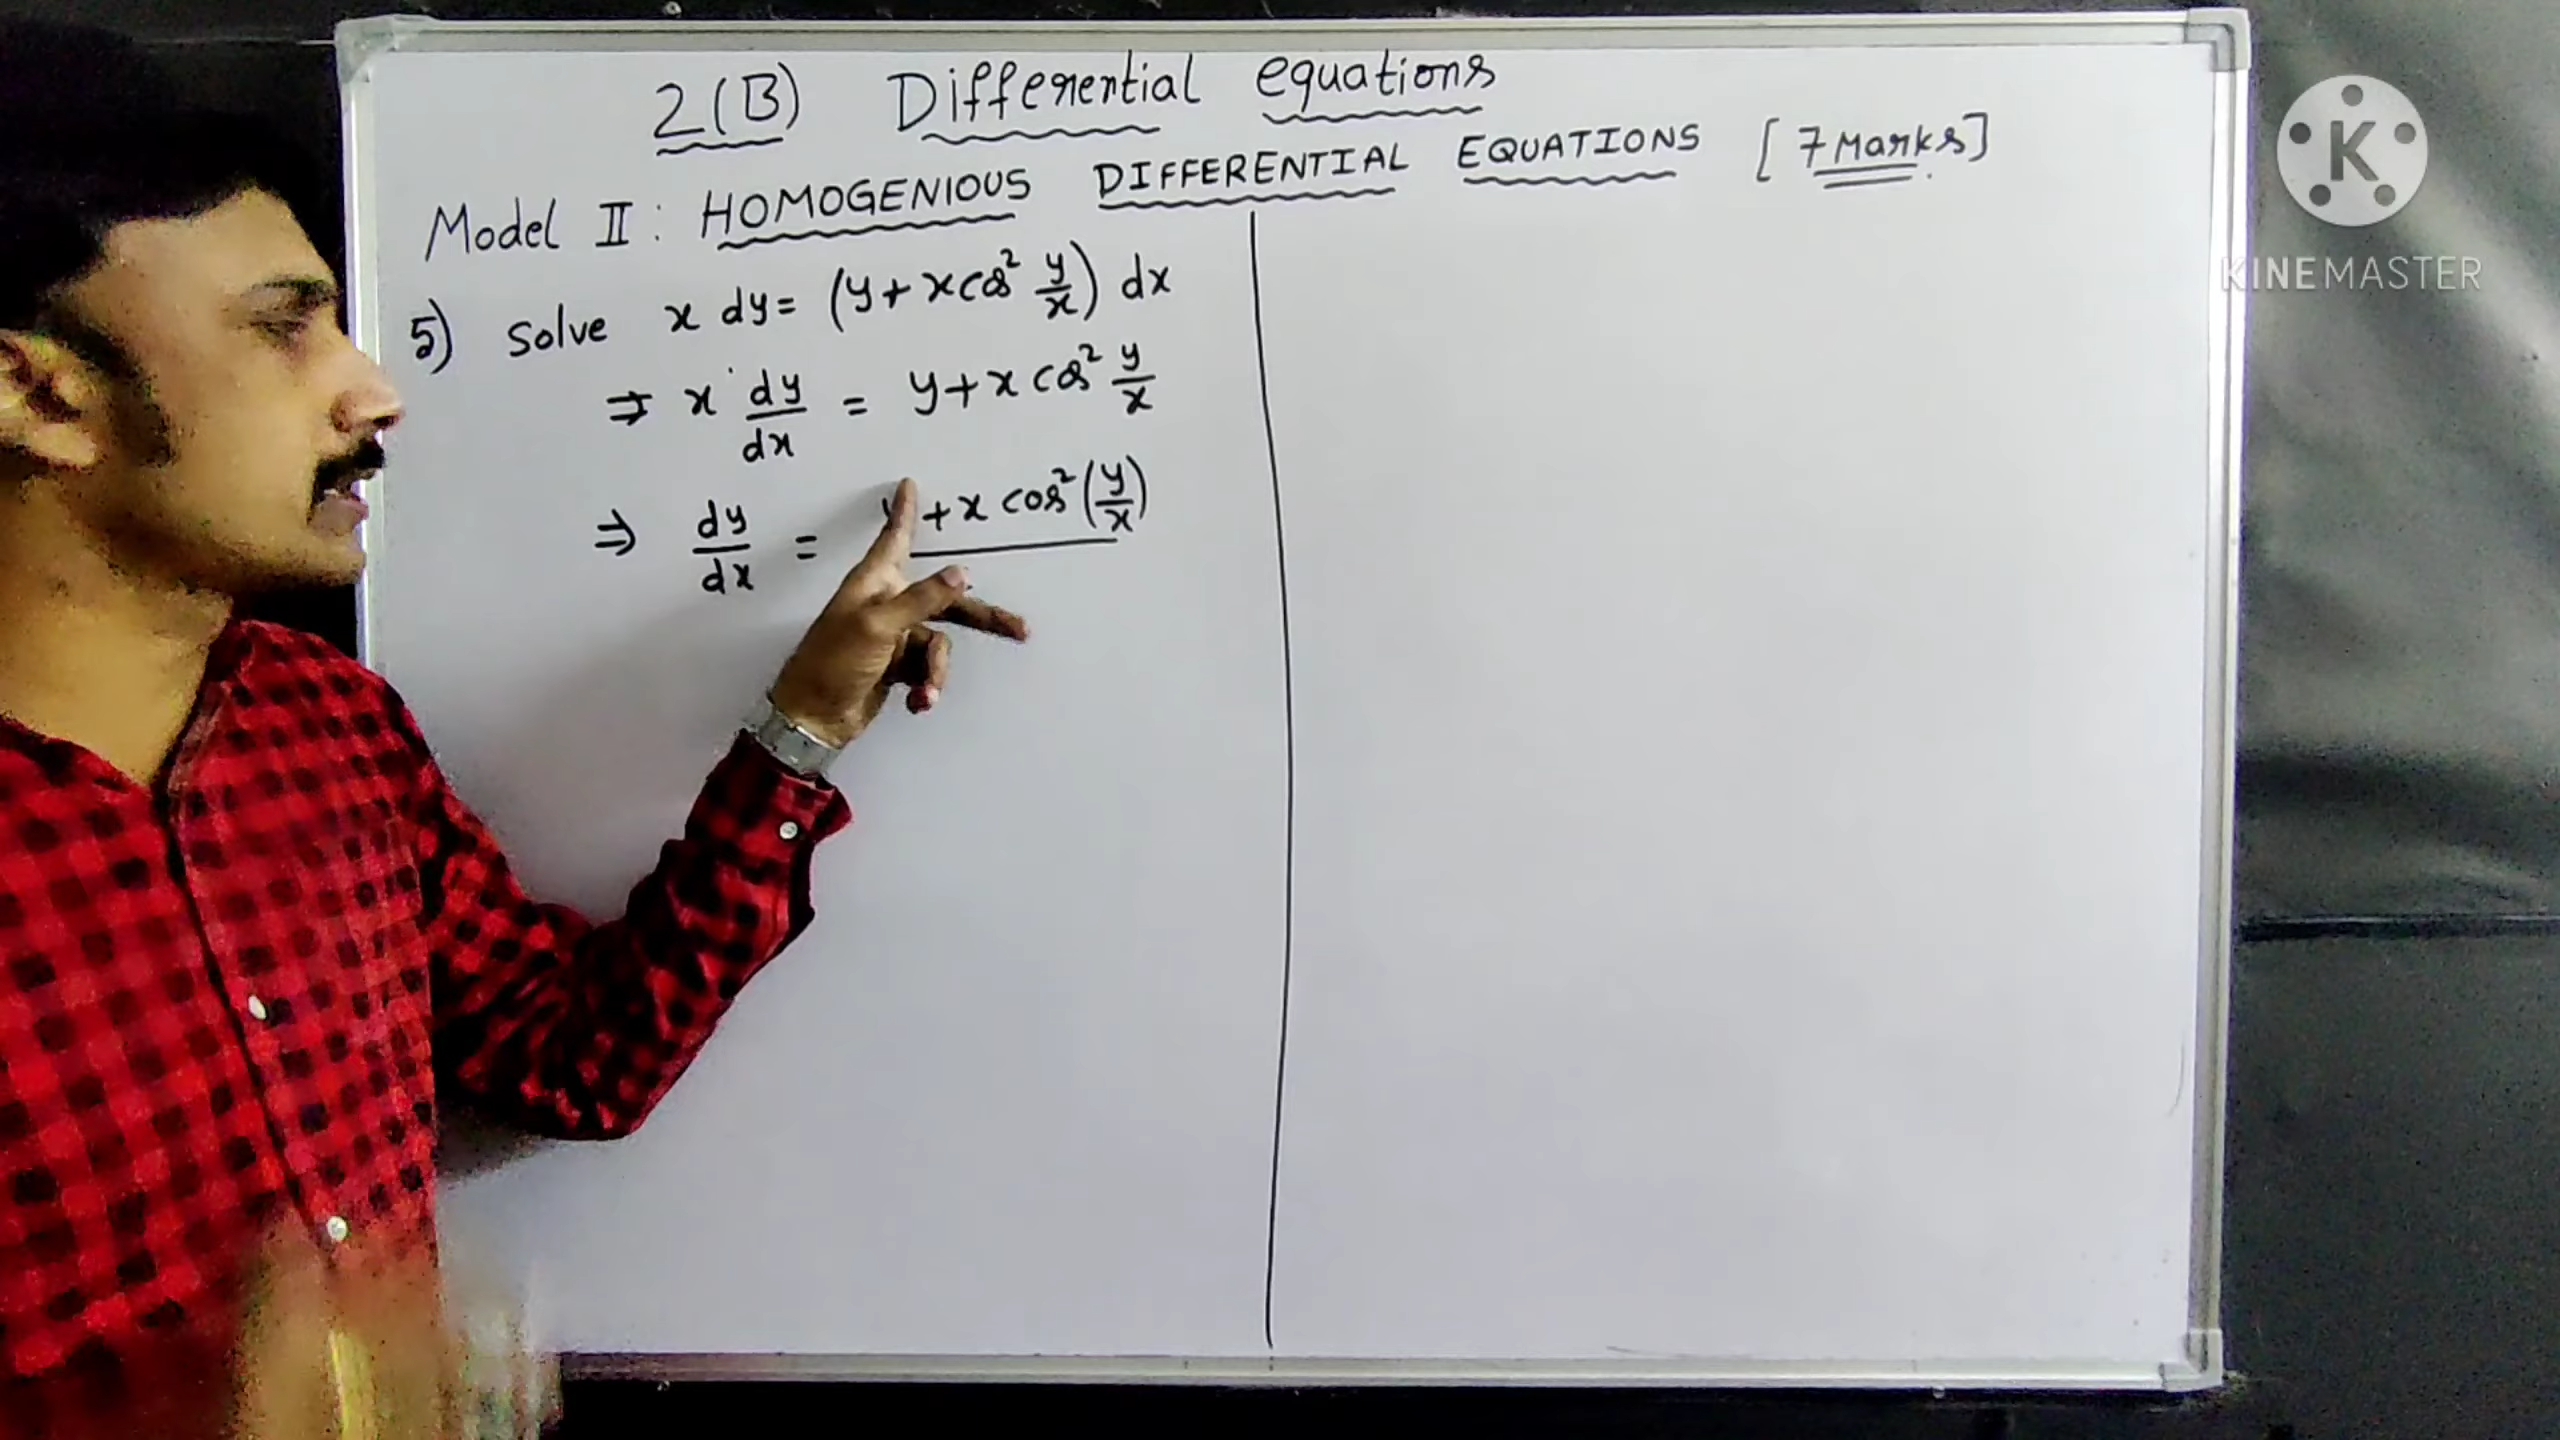 2(B) Differential equations
Model II : HOMOGENIOUS DIFFERENTIAL EQUATIONS [7 Marks]
5) Solve x dy = (y + x cos² y/x) dx
⇒ x dy/dx = y + x cos² y/x
⇒ dy/dx = + x cos² (y/x)
K
KINEMASTER